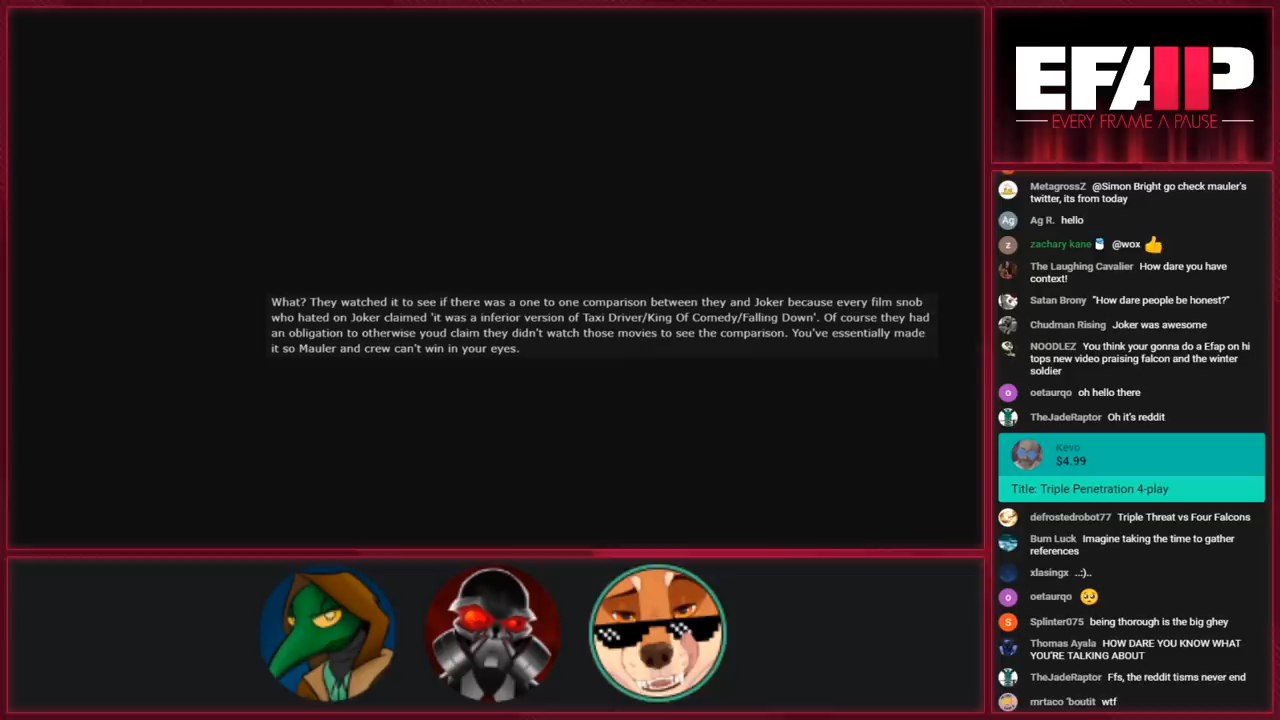 What? They watched it to see if there was a one to one comparison between they and Joker because every film snob
who hated on Joker claimed 'it was a inferior version of Taxi Driver/King Of Comedy/Falling Down'. Of course they had
an obligation to otherwise youd claim they didn't watch those movies to see the comparison. You've essentially made
it so Mauler and crew can't win in your eyes.
EFAP
EVERY FRAME A PAUSE
MetagrossZ @Simon Bright go check mauler's
twitter, its from today
Ag
Ag R. hello
z
zachary kane @wox 👍
The Laughing Cavalier How dare you have
context!
Satan Brony "How dare people be honest?"
Chudman Rising Joker was awesome
NOODLEZ You think your gonna do a Efap on hi
tops new video praising falcon and the winter
soldier
o
oetaurqo oh hello there
TheJadeRaptor Oh it's reddit
Kevo
$4.99
Title: Triple Penetration 4-play
defrostedrobot77 Triple Threat vs Four Falcons
Bum Luck Imagine taking the time to gather
references
xlasingx ..:)..
o
oetaurqo 🥺
S
Splinter075 being thorough is the big ghey
Thomas Ayala HOW DARE YOU KNOW WHAT
YOU'RE TALKING ABOUT
TheJadeRaptor Ffs, the reddit tisms never end
mrtaco 'boutit wtf